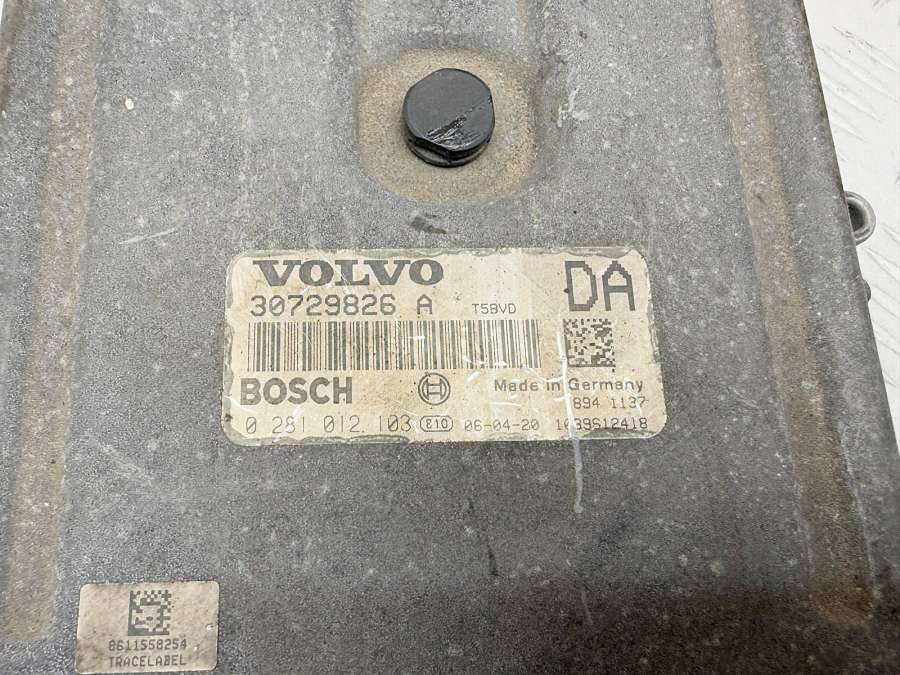 VOLVO
DA
30729826 A T5BVD
BOSCH Made in Germany
894 1137
0 281 012 103 e10 06-04-20 1039S12418
8611558254
TRACELABEL